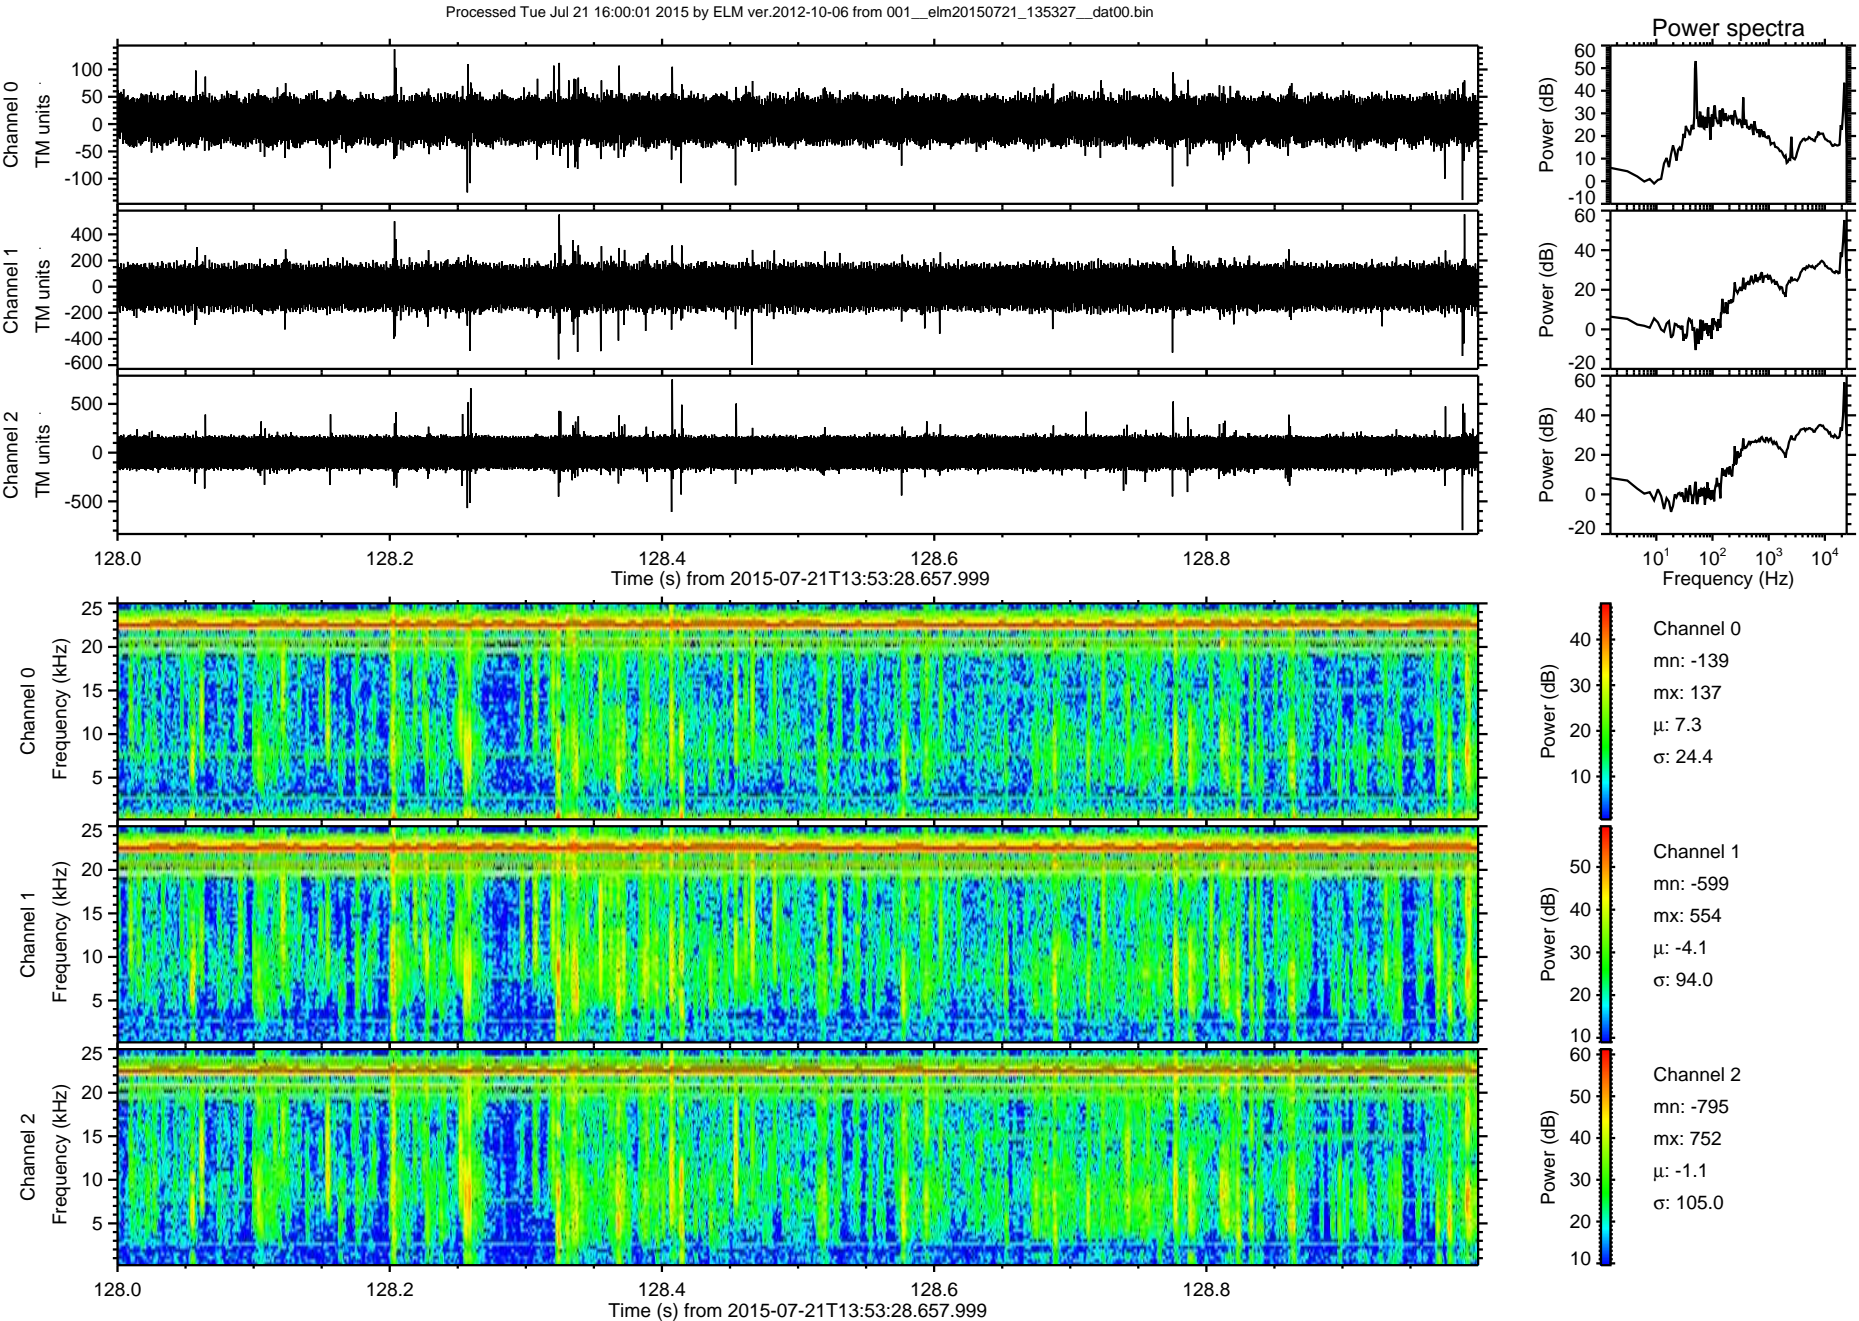 Processed Tue Jul 21 16:00:01 2015 by ELM ver.2012-10-06 from 001__elm20150721_135327__dat00.bin
Power spectra
Channel 0
TM units
100
50
0
-50
-100
Power (dB)
60
50
40
30
20
10
0
-10
Channel 1
TM units
400
200
0
-200
-400
-600
Power (dB)
60
40
20
0
-20
Channel 2
TM units
500
0
-500
Power (dB)
60
40
20
0
-20
128.0 128.2 128.4 128.6 128.8
Time (s) from 2015-07-21T13:53:28.657.999
10¹ 10² 10³ 10⁴
Frequency (Hz)
Channel 0
Frequency (kHz)
25
20
15
10
5
Power (dB)
40
30
20
10
Channel 0
mn: -139
mx: 137
µ: 7.3
σ: 24.4
Channel 1
Frequency (kHz)
25
20
15
10
5
Power (dB)
50
40
30
20
10
Channel 1
mn: -599
mx: 554
µ: -4.1
σ: 94.0
Channel 2
Frequency (kHz)
25
20
15
10
5
Power (dB)
60
50
40
30
20
10
Channel 2
mn: -795
mx: 752
µ: -1.1
σ: 105.0
128.0 128.2 128.4 128.6 128.8
Time (s) from 2015-07-21T13:53:28.657.999